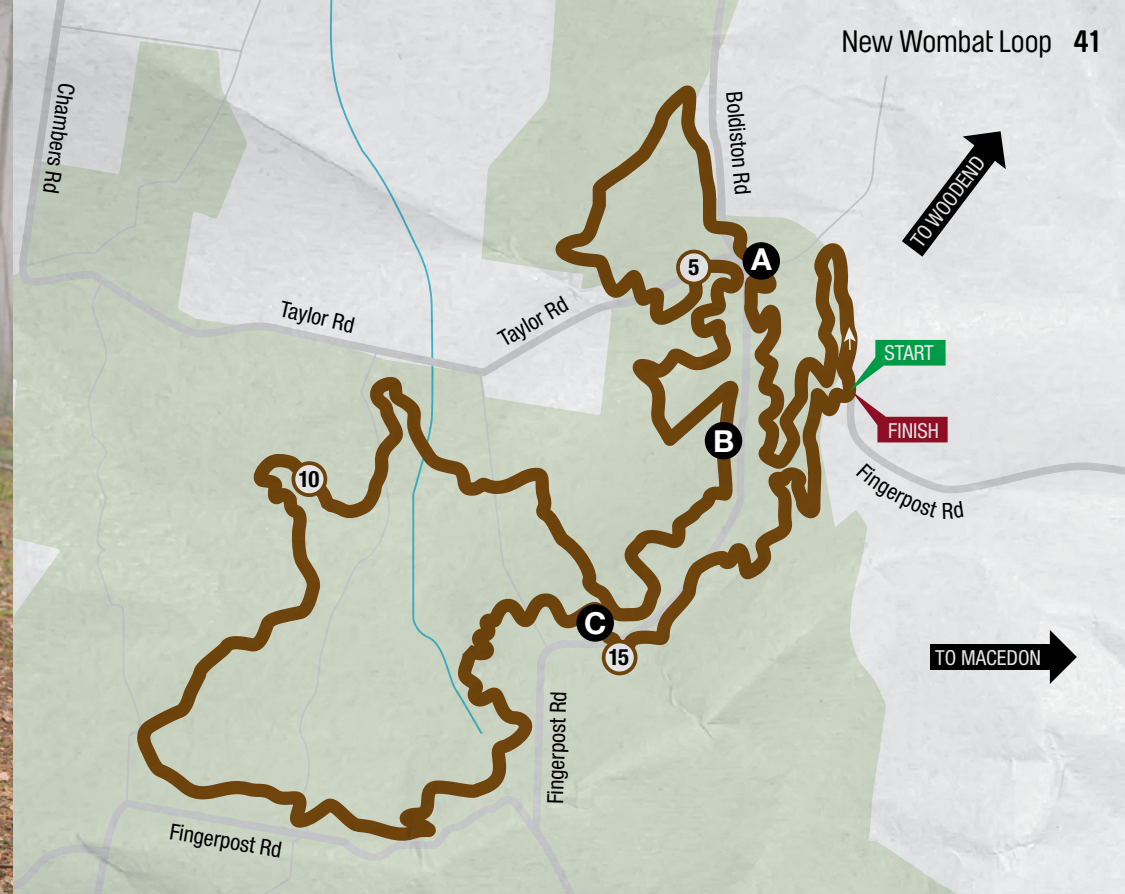 New Wombat Loop 41
Chambers Rd
Boldiston Rd
TO WOODEND
A
5
Taylor Rd
Taylor Rd
START
FINISH
B
10
Fingerpost Rd
C
15
TO MACEDON
Fingerpost Rd
Fingerpost Rd